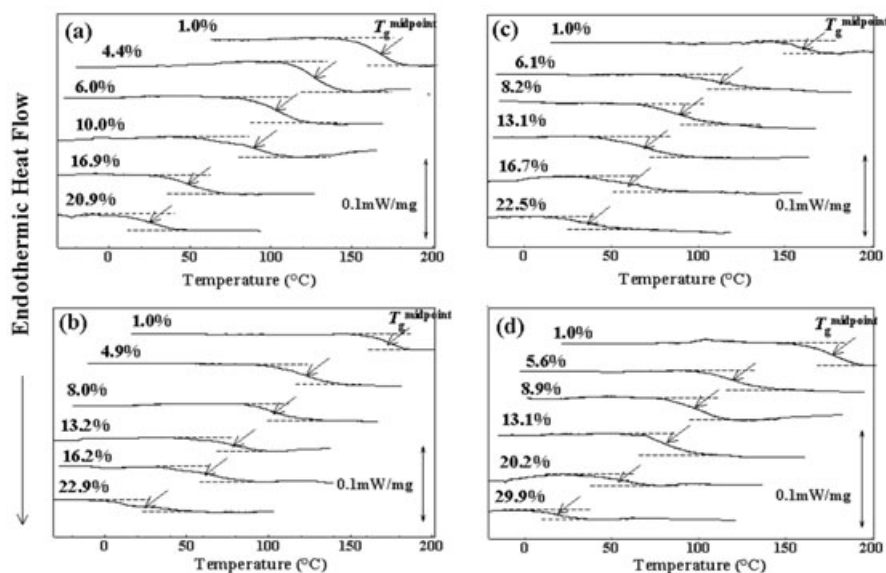 Endothermic Heat Flow
(a)
1.0%
Tg midpoint
4.4%
6.0%
10.0%
16.9%
20.9%
0.1mW/mg
0 50 100 150 200
Temperature (°C)
(c)
1.0%
Tg midpoint
6.1%
8.2%
13.1%
16.7%
22.5%
0.1mW/mg
0 50 100 150 200
Temperature (°C)
(b)
1.0%
Tg midpoint
4.9%
8.0%
13.2%
16.2%
22.9%
0.1mW/mg
0 50 100 150 200
Temperature (°C)
(d)
1.0%
Tg midpoint
5.6%
8.9%
13.1%
20.2%
29.9%
0.1mW/mg
0 50 100 150 200
Temperature (°C)